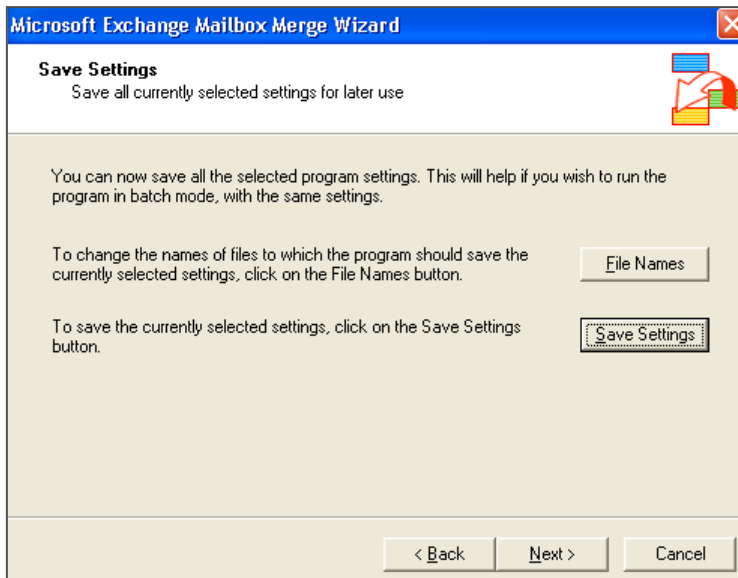 Microsoft Exchange Mailbox Merge Wizard
Save Settings
Save all currently selected settings for later use
You can now save all the selected program settings. This will help if you wish to run the
program in batch mode, with the same settings.
To change the names of files to which the program should save the
currently selected settings, click on the File Names button.
File Names
To save the currently selected settings, click on the Save Settings
button.
Save Settings
< Back
Next >
Cancel